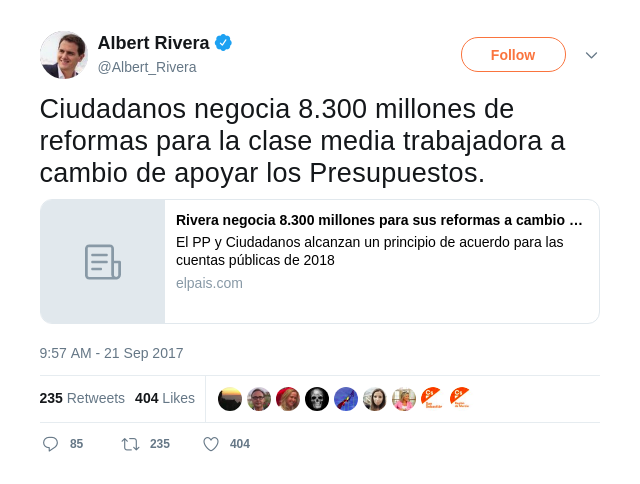 Albert Rivera
@Albert_Rivera
Follow
Ciudadanos negocia 8.300 millones de
reformas para la clase media trabajadora a
cambio de apoyar los Presupuestos.
Rivera negocia 8.300 millones para sus reformas a cambio ...
El PP y Ciudadanos alcanzan un principio de acuerdo para las
cuentas públicas de 2018
elpais.com
9:57 AM - 21 Sep 2017
235 Retweets 404 Likes
85 235 404